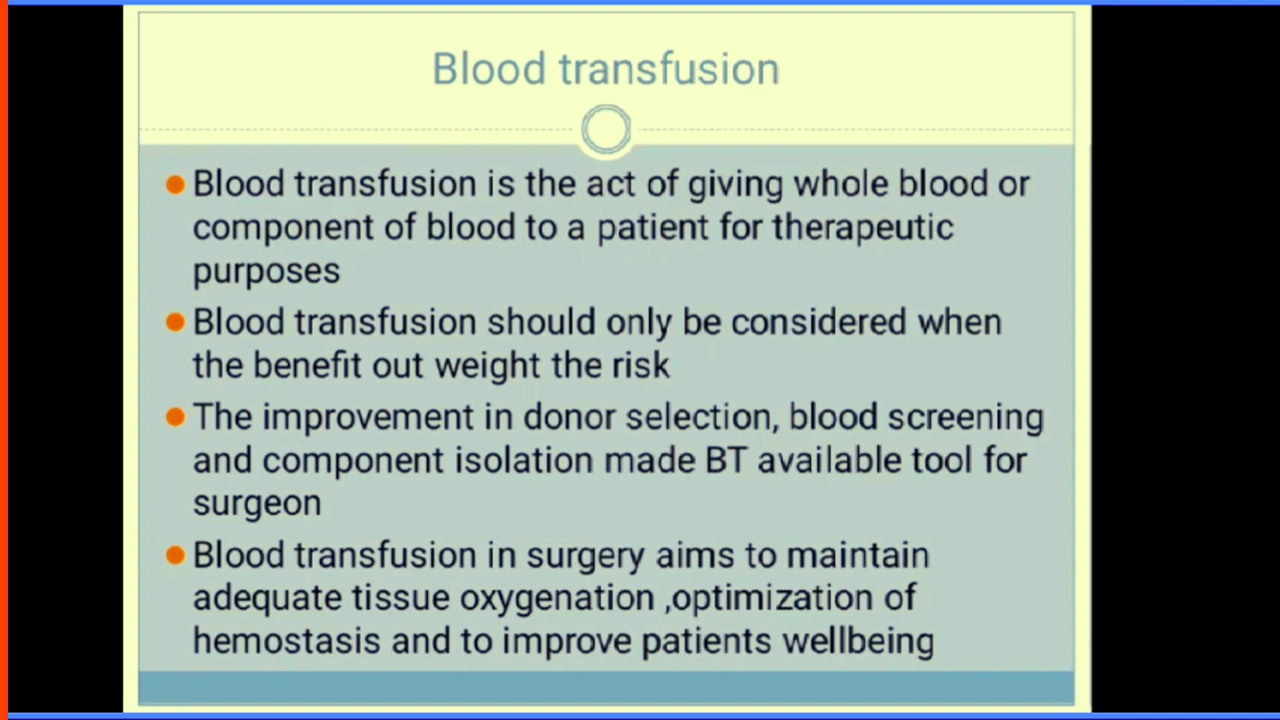 Blood transfusion
Blood transfusion is the act of giving whole blood or
component of blood to a patient for therapeutic
purposes
Blood transfusion should only be considered when
the benefit out weight the risk
The improvement in donor selection, blood screening
and component isolation made BT available tool for
surgeon
Blood transfusion in surgery aims to maintain
adequate tissue oxygenation ,optimization of
hemostasis and to improve patients wellbeing